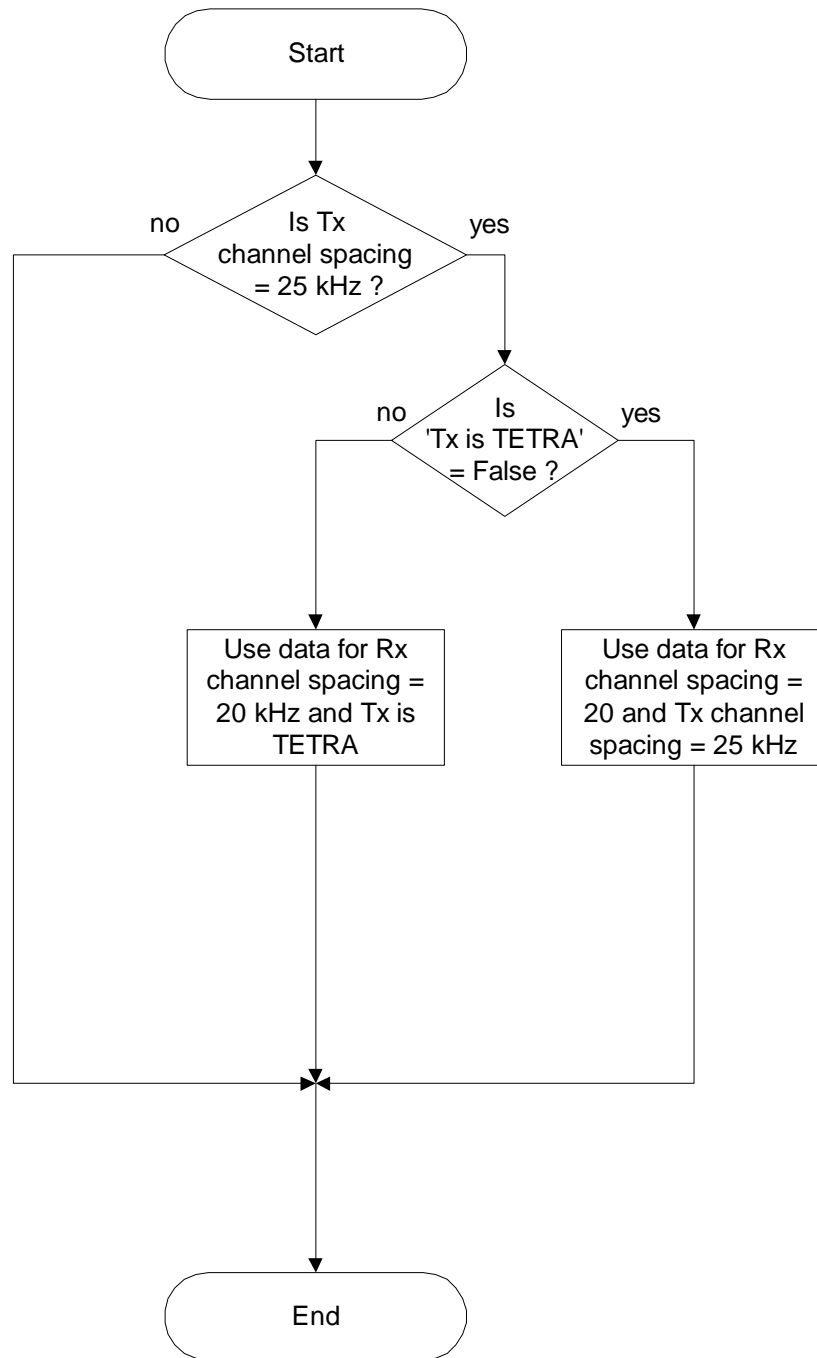 Start
no
Is Tx
channel spacing
= 25 kHz ?
yes
no
Is
'Tx is TETRA'
= False ?
yes
Use data for Rx
channel spacing =
20 kHz and Tx is
TETRA
Use data for Rx
channel spacing =
20 and Tx channel
spacing = 25 kHz
End